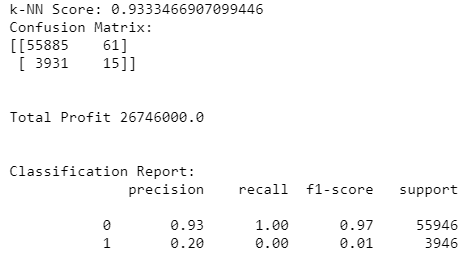 k-NN Score: 0.9333466907099446
Confusion Matrix:
[[55885    61]
 [ 3931    15]]
Total Profit 26746000.0
Classification Report:
              precision    recall  f1-score   support
           0       0.93      1.00      0.97     55946
           1       0.20      0.00      0.01      3946